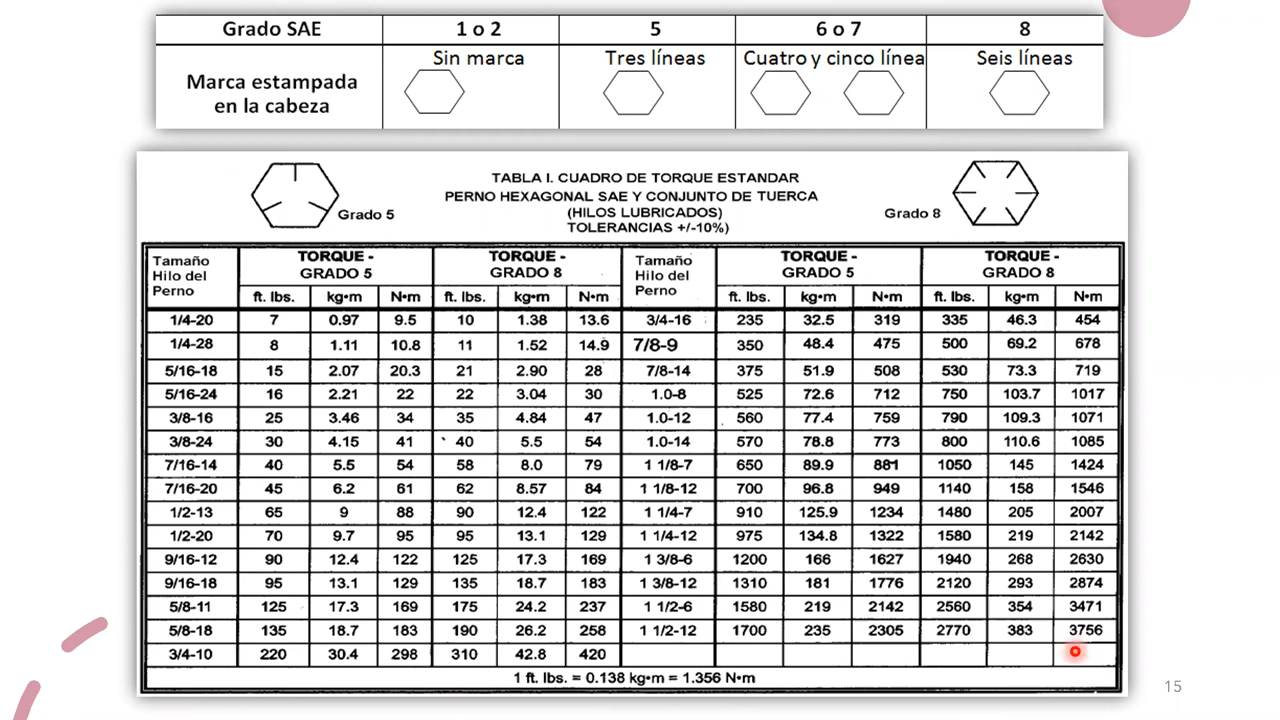 Grado SAE 1 o 2 5 6 o 7 8
Marca estampada en la cabeza Sin marca Tres líneas Cuatro y cinco línea Seis líneas
Grado 5
TABLA I. CUADRO DE TORQUE ESTANDAR
PERNO HEXAGONAL SAE Y CONJUNTO DE TUERCA
(HILOS LUBRICADOS)
TOLERANCIAS +/-10%)
Grado 8
Tamaño Hilo del Perno TORQUE - GRADO 5 TORQUE - GRADO 8 Tamaño Hilo del Perno TORQUE - GRADO 5 TORQUE - GRADO 8
ft. lbs. kg•m N•m ft. lbs. kg•m N•m ft. lbs. kg•m N•m ft. lbs. kg•m N•m
1/4-20 7 0.97 9.5 10 1.38 13.6 3/4-16 235 32.5 319 335 46.3 454
1/4-28 8 1.11 10.8 11 1.52 14.9 7/8-9 350 48.4 475 500 69.2 678
5/16-18 15 2.07 20.3 21 2.90 28 7/8-14 375 51.9 508 530 73.3 719
5/16-24 16 2.21 22 22 3.04 30 1.0-8 525 72.6 712 750 103.7 1017
3/8-16 25 3.46 34 35 4.84 47 1.0-12 560 77.4 759 790 109.3 1071
3/8-24 30 4.15 41 40 5.5 54 1.0-14 570 78.8 773 800 110.6 1085
7/16-14 40 5.5 54 58 8.0 79 1 1/8-7 650 89.9 881 1050 145 1424
7/16-20 45 6.2 61 62 8.57 84 1 1/8-12 700 96.8 949 1140 158 1546
1/2-13 65 9 88 90 12.4 122 1 1/4-7 910 125.9 1234 1480 205 2007
1/2-20 70 9.7 95 95 13.1 129 1 1/4-12 975 134.8 1322 1580 219 2142
9/16-12 90 12.4 122 125 17.3 169 1 3/8-6 1200 166 1627 1940 268 2630
9/16-18 95 13.1 129 135 18.7 183 1 3/8-12 1310 181 1776 2120 293 2874
5/8-11 125 17.3 169 175 24.2 237 1 1/2-6 1580 219 2142 2560 354 3471
5/8-18 135 18.7 183 190 26.2 258 1 1/2-12 1700 235 2305 2770 383 3756
3/4-10 220 30.4 298 310 42.8 420
1 ft. lbs. = 0.138 kg•m = 1.356 N•m
15